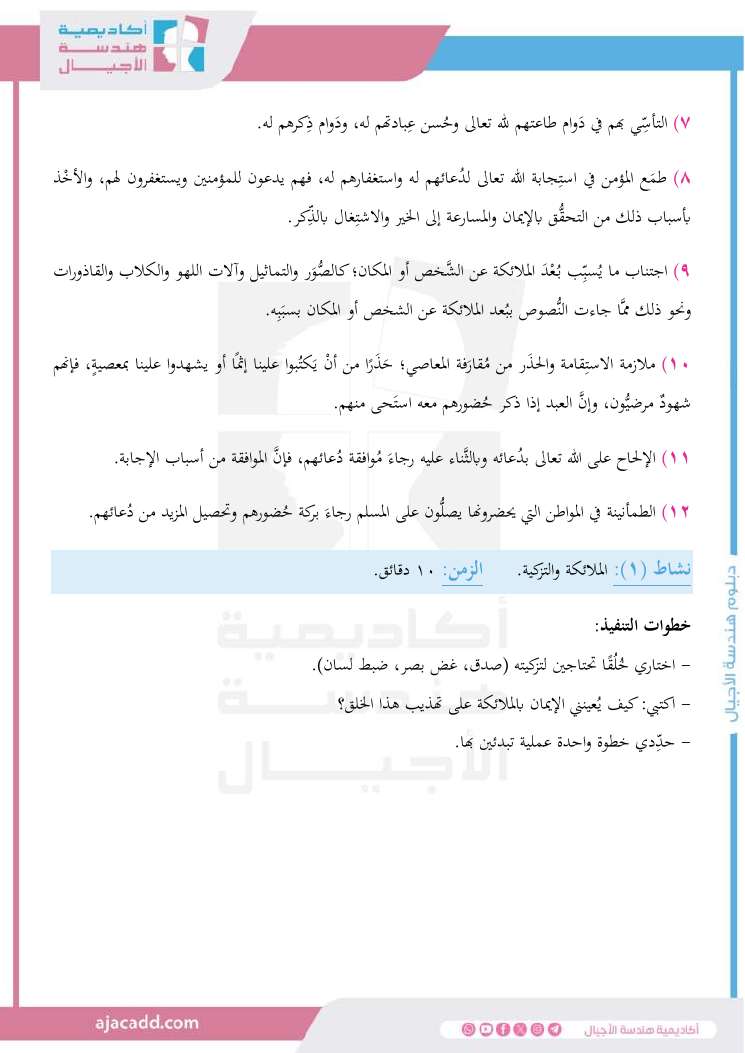 أكاديمية
هندسة
الأجيال
٧) التأسِّي بهم في دَوام طاعتهم لله تعالى وحُسن عِبادتهم له، ودَوام ذِكرهم له.
٨) طمَع المؤمن في استِجابة الله تعالى لدُعائهم له واستغفارهم له، فهم يدعون للمؤمنين ويستغفرون لهم، والأخْذ
بأسباب ذلك من التحقُّق بالإيمان والمسارعة إلى الخير والاشتِغال بالذِّكر.
٩) اجتناب ما يُسبِّب بُعْدَ الملائكة عن الشَّخص أو المكان؛ كالصُّوَر والتماثيل وآلات اللهو والكلاب والقاذورات
ونحو ذلك ممَّا جاءت النُّصوص ببُعد الملائكة عن الشخص أو المكان بسبَبِه.
١٠) ملازمة الاستِقامة والحذَر من مُقارَفة المعاصي؛ حَذَرًا من أنْ يَكتُبوا علينا إثمًا أو يشهدوا علينا بمعصيةٍ، فإنهم
شهودٌ مرضيُّون، وإنَّ العبد إذا ذكر حُضورهم معه استَحى منهم.
١١) الإلحاح على الله تعالى بدُعائه وبالثَّناء عليه رجاءَ مُوافقة دُعائهم، فإنَّ الموافقة من أسباب الإجابة.
١٢) الطمأنينة في المواطن التي يحضرونها يصلُّون على المسلم رجاءَ بركة حُضورهم وتحصيل المزيد من دُعائهم.
نشاط (١): الملائكة والتزكية. الزمن: ١٠ دقائق.
خطوات التنفيذ:
- اختاري خُلُقًا تحتاجين لتزكيته (صدق، غض بصر، ضبط لسان).
- اكتبي: كيف يُعينني الإيمان بالملائكة على تهذيب هذا الخلق؟
- حدِّدي خطوة واحدة عملية تبدئين بها.
أكاديمية
هندسة
الأجيال
دبلوم هندسة الأجيال
أكاديمية هندسة الأجيال
ajacadd.com